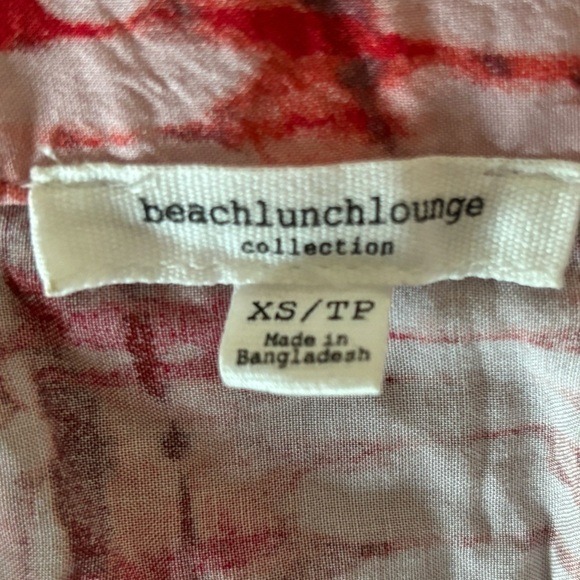 beachlunchlounge
collection
XS/TP
Made in
Bangladesh